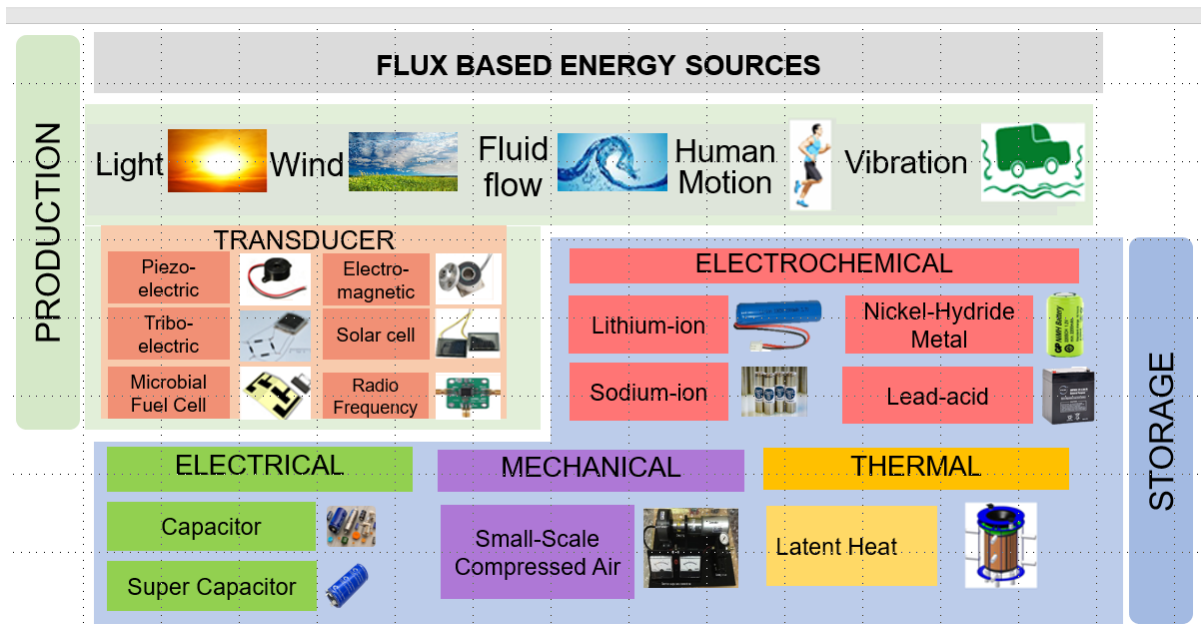 FLUX BASED ENERGY SOURCES
PRODUCTION
Light
Wind
Fluid
flow
Human
Motion
Vibration
TRANSDUCER
Piezo-
electric
Electro-
magnetic
Tribo-
electric
Solar cell
Microbial
Fuel Cell
Radio
Frequency
STORAGE
ELECTROCHEMICAL
Lithium-ion
Nickel-Hydride
Metal
Sodium-ion
Lead-acid
ELECTRICAL
Capacitor
Super Capacitor
MECHANICAL
Small-Scale
Compressed Air
THERMAL
Latent Heat